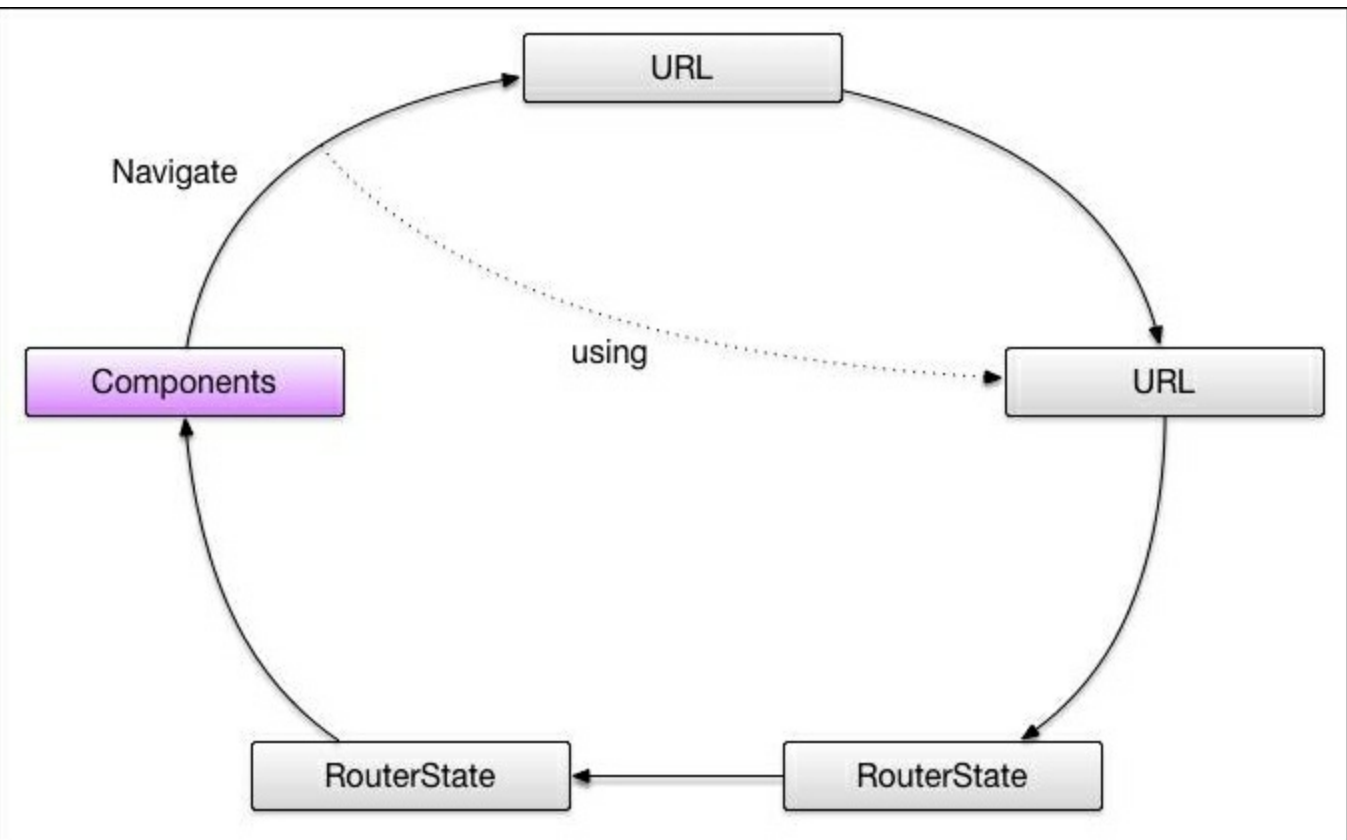 URL
Navigate
using
Components
URL
RouterState
RouterState